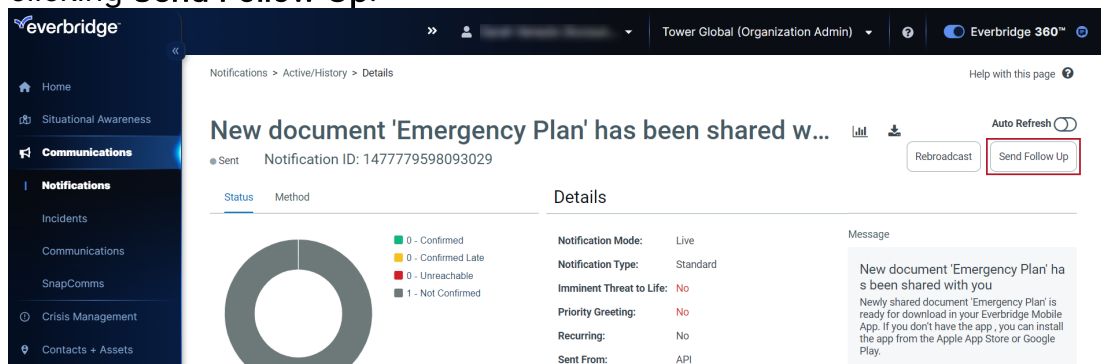 clicking Send Follow Up.
everbridge™
Tower Global (Organization Admin)
Everbridge 360™
Home
Situational Awareness
Communications
Notifications
Incidents
Communications
SnapComms
Crisis Management
Contacts + Assets
Notifications > Active/History > Details
Help with this page
New document 'Emergency Plan' has been shared w...
Auto Refresh
Sent Notification ID: 1477779598093029
Rebroadcast
Send Follow Up
Status Method
0 - Confirmed
0 - Confirmed Late
0 - Unreachable
1 - Not Confirmed
Details
Notification Mode: Live
Notification Type: Standard
Imminent Threat to Life: No
Priority Greeting: No
Recurring: No
Sent From: API
Message
New document 'Emergency Plan' ha
s been shared with you
Newly shared document 'Emergency Plan' is
ready for download in your Everbridge Mobile
App. If you don't have the app , you can install
the app from the Apple App Store or Google
Play.